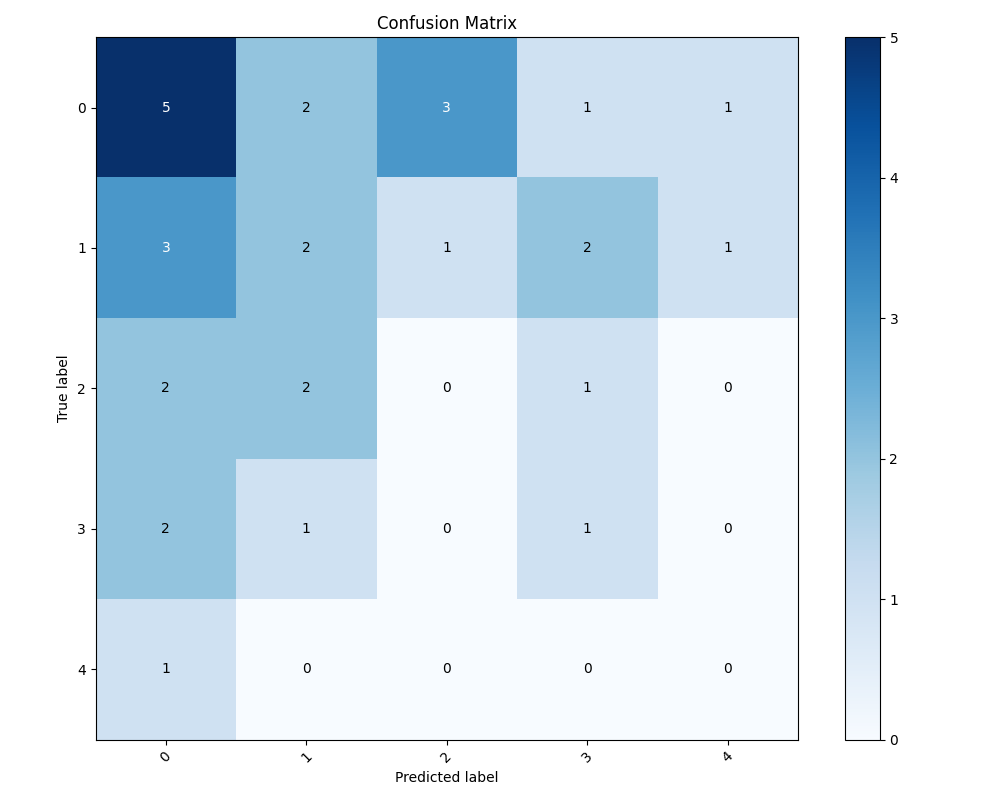 Confusion Matrix
True label
0 5 2 3 1 1
1 3 2 1 2 1
2 2 2 0 1 0
3 2 1 0 1 0
4 1 0 0 0 0
0 1 2 3 4
Predicted label
5
4
3
2
1
0